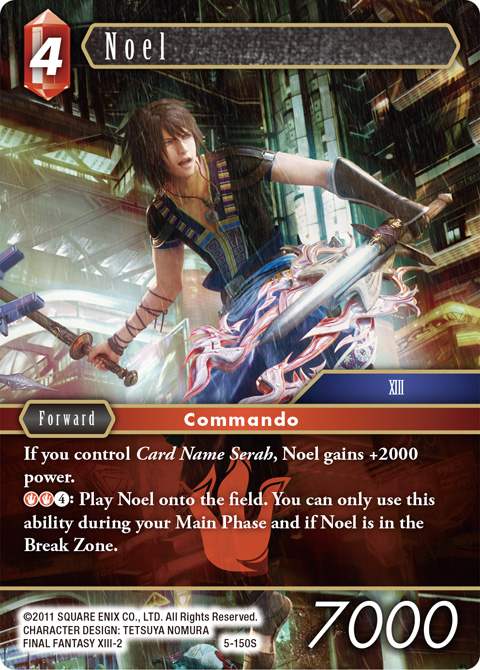 4
Noel
XIII
Forward
Commando
If you control Card Name Serah, Noel gains +2000
power.
4: Play Noel onto the field. You can only use this
ability during your Main Phase and if Noel is in the
Break Zone.
©2011 SQUARE ENIX CO., LTD. All Rights Reserved.
CHARACTER DESIGN: TETSUYA NOMURA
FINAL FANTASY XIII-2
5-150S
7000